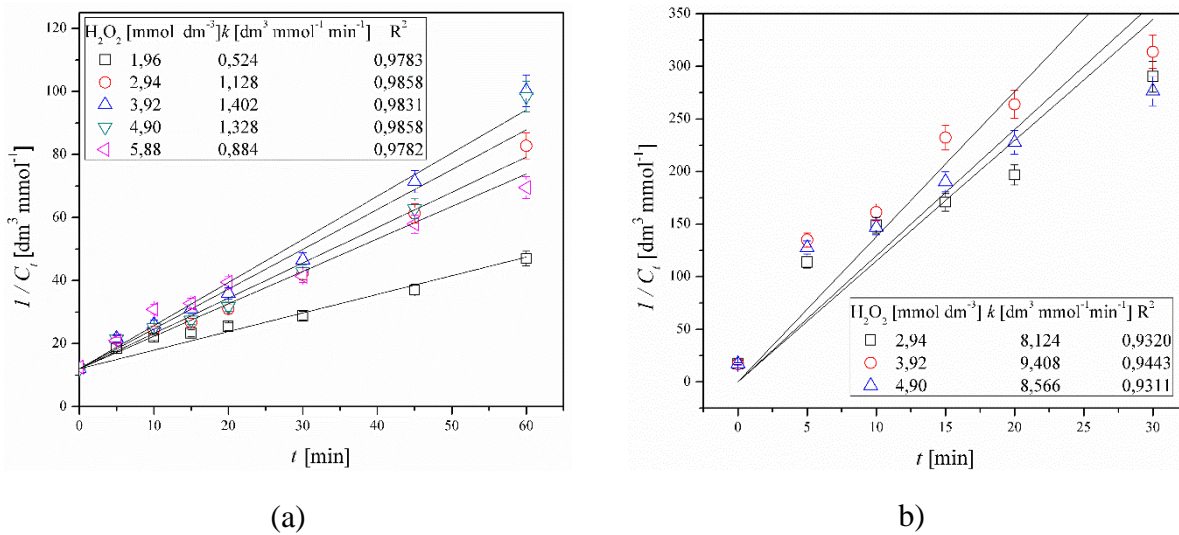 H₂O₂ [mmol dm⁻³] k [dm³ mmol⁻¹ min⁻¹] R²
1,96 0,524 0,9783
2,94 1,128 0,9858
3,92 1,402 0,9831
4,90 1,328 0,9858
5,88 0,884 0,9782
120
100
80
60
40
20
0
1 / Cₜ [dm³ mmol⁻¹]
0 10 20 30 40 50 60
t [min]
(a)
350
300
250
200
150
100
50
0
1 / Cₜ [dm³ mmol⁻¹]
H₂O₂ [mmol dm⁻³] k [dm³ mmol⁻¹min⁻¹] R²
2,94 8,124 0,9320
3,92 9,408 0,9443
4,90 8,566 0,9311
0 5 10 15 20 25 30
t [min]
b)